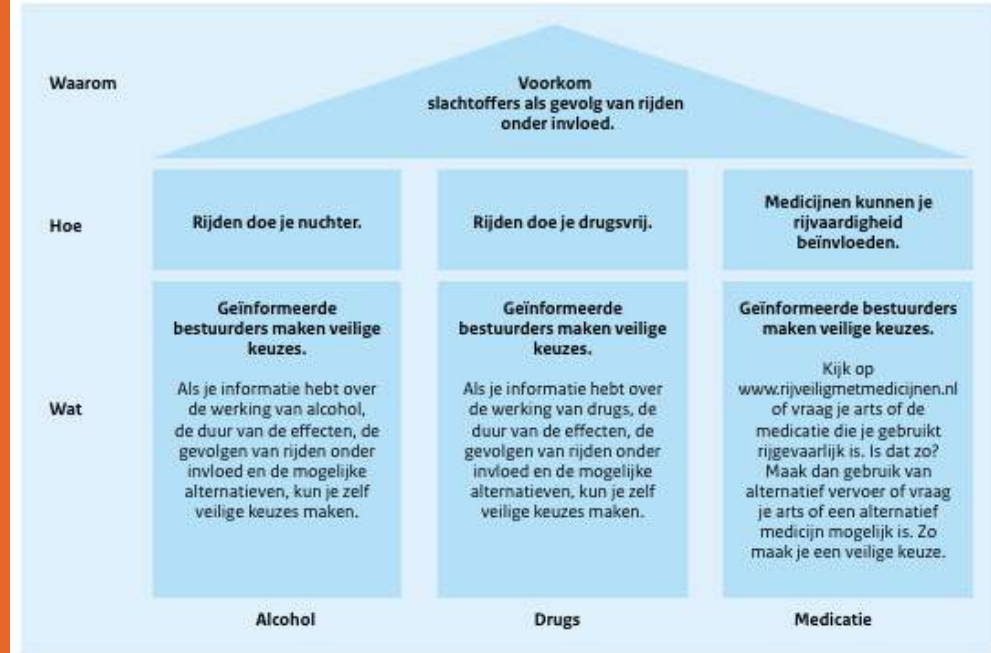 Waarom
Voorkom
slachtoffers als gevolg van rijden
onder invloed.
Hoe
Rijden doe je nuchter.
Rijden doe je drugsvrij.
Medicijnen kunnen je
rijvaardigheid
beïnvloeden.
Wat
Geïnformeerde
bestuurders maken veilige
keuzes.
Als je informatie hebt over
de werking van alcohol,
de duur van de effecten, de
gevolgen van rijden onder
invloed en de mogelijke
alternatieven, kun je zelf
veilige keuzes maken.
Geïnformeerde
bestuurders maken veilige
keuzes.
Als je informatie hebt over
de werking van drugs, de
duur van de effecten, de
gevolgen van rijden onder
invloed en de mogelijke
alternatieven, kun je zelf
veilige keuzes maken.
Geïnformeerde bestuurders
maken veilige keuzes.
Kijk op
www.rijveiligmetmedicijnen.nl
of vraag je arts of de
medicatie die je gebruikt
rijgevaarlijk is. Is dat zo?
Maak dan gebruik van
alternatief vervoer of vraag
je arts of een alternatief
medicijn mogelijk is. Zo
maak je een veilige keuze.
Alcohol
Drugs
Medicatie